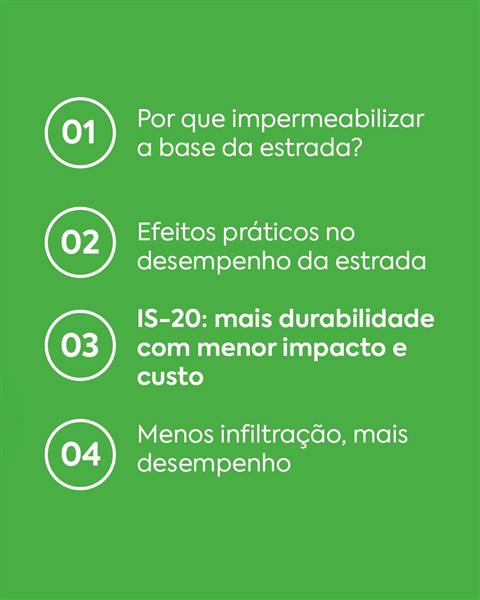 01
Por que impermeabilizar
a base da estrada?
02
Efeitos práticos no
desempenho da estrada
03
IS-20: mais durabilidade
com menor impacto e
custo
04
Menos infiltração, mais
desempenho